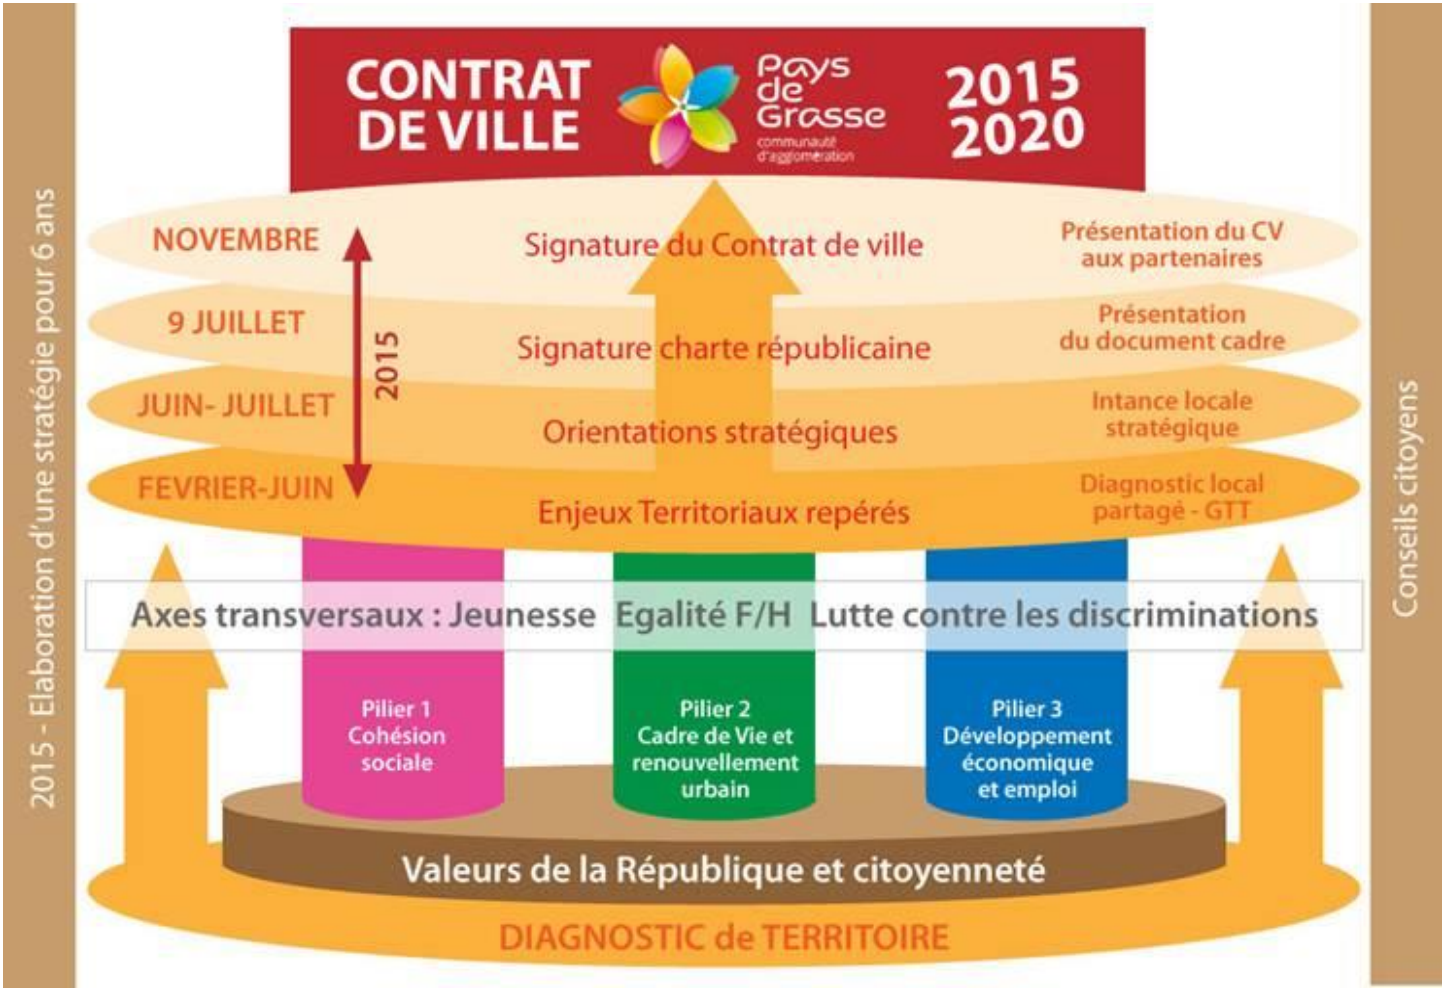 CONTRAT
DE VILLE
Pays
de
Grasse
communauté
d'agglomération
2015
2020
2015 - Elaboration d'une stratégie pour 6 ans
NOVEMBRE
Signature du Contrat de ville
Présentation du CV
aux partenaires
9 JUILLET
Signature charte républicaine
Présentation
du document cadre
2015
JUIN- JUILLET
Orientations stratégiques
Intance locale
stratégique
FEVRIER-JUIN
Enjeux Territoriaux repérés
Diagnostic local
partagé - GTT
Conseils citoyens
Axes transversaux : Jeunesse Egalité F/H Lutte contre les discriminations
Pilier 1
Cohésion
sociale
Pilier 2
Cadre de Vie et
renouvellement
urbain
Pilier 3
Développement
économique
et emploi
Valeurs de la République et citoyenneté
DIAGNOSTIC de TERRITOIRE